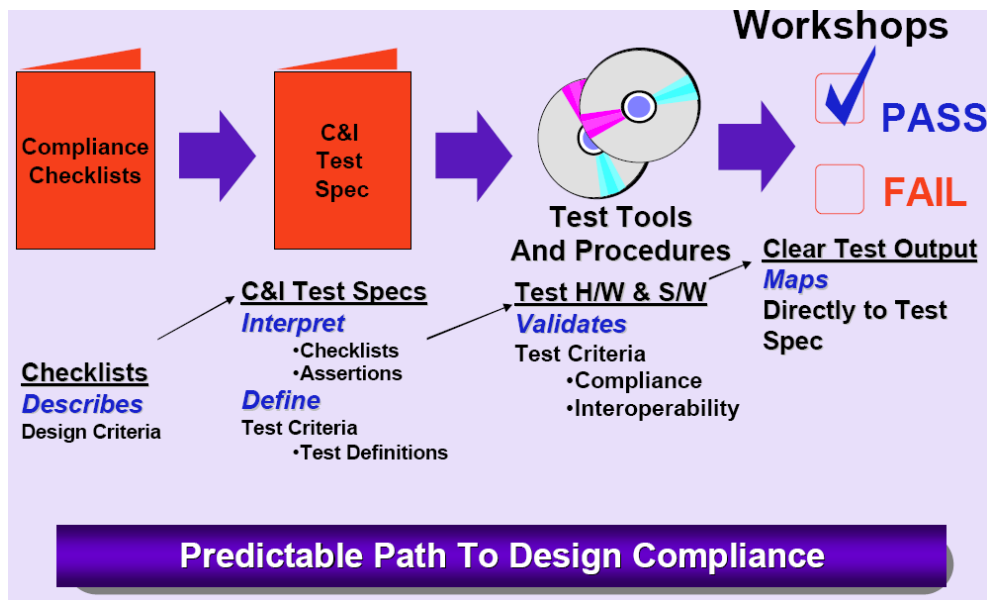 Workshops
Compliance
Checklists
C&I
Test
Spec
PASS
FAIL
Test Tools
And Procedures
Checklists
Describes
Design Criteria
C&I Test Specs
Interpret
•Checklists
•Assertions
Define
Test Criteria
•Test Definitions
Test H/W & S/W
Validates
Test Criteria
•Compliance
•Interoperability
Clear Test Output
Maps
Directly to Test
Spec
Predictable Path To Design Compliance